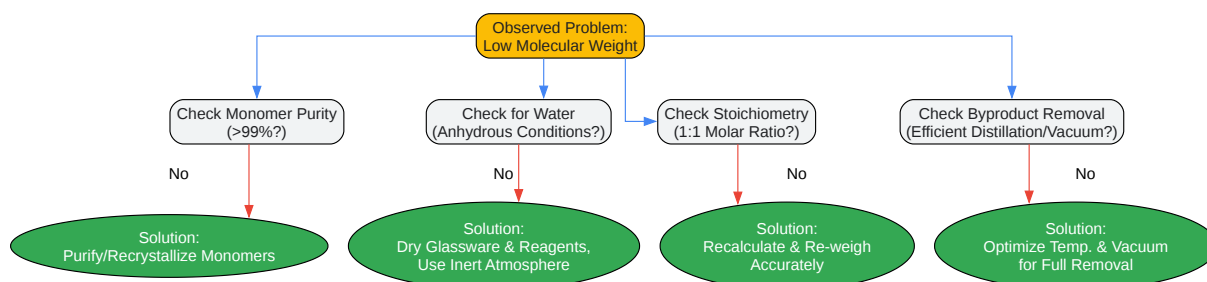 Observed Problem:
Low Molecular Weight
Check Monomer Purity
(>99%?)
Check for Water
(Anhydrous Conditions?)
Check Stoichiometry
(1:1 Molar Ratio?)
Check Byproduct Removal
(Efficient Distillation/Vacuum?)
No
No
No
No
Solution:
Purify/Recrystallize Monomers
Solution:
Dry Glassware & Reagents,
Use Inert Atmosphere
Solution:
Recalculate & Re-weigh
Accurately
Solution:
Optimize Temp. & Vacuum
for Full Removal